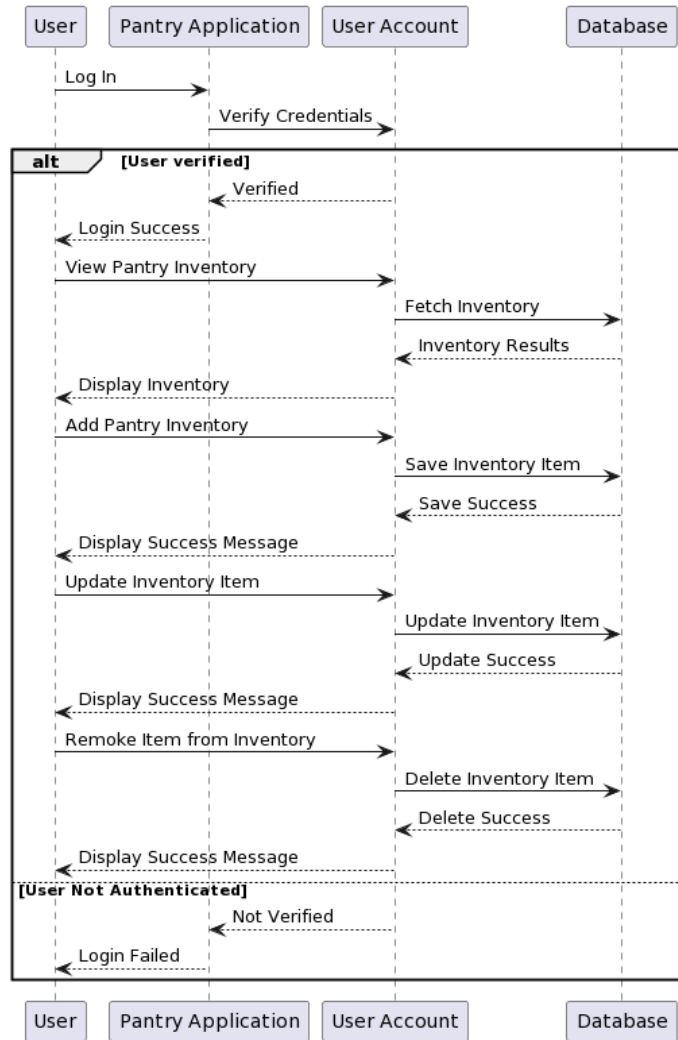 User Pantry Application User Account Database
Log In
Verify Credentials
alt [User verified]
Verified
Login Success
View Pantry Inventory
Fetch Inventory
Inventory Results
Display Inventory
Add Pantry Inventory
Save Inventory Item
Save Success
Display Success Message
Update Inventory Item
Update Inventory Item
Update Success
Display Success Message
Remoke Item from Inventory
Delete Inventory Item
Delete Success
Display Success Message
[User Not Authenticated]
Not Verified
Login Failed
User Pantry Application User Account Database